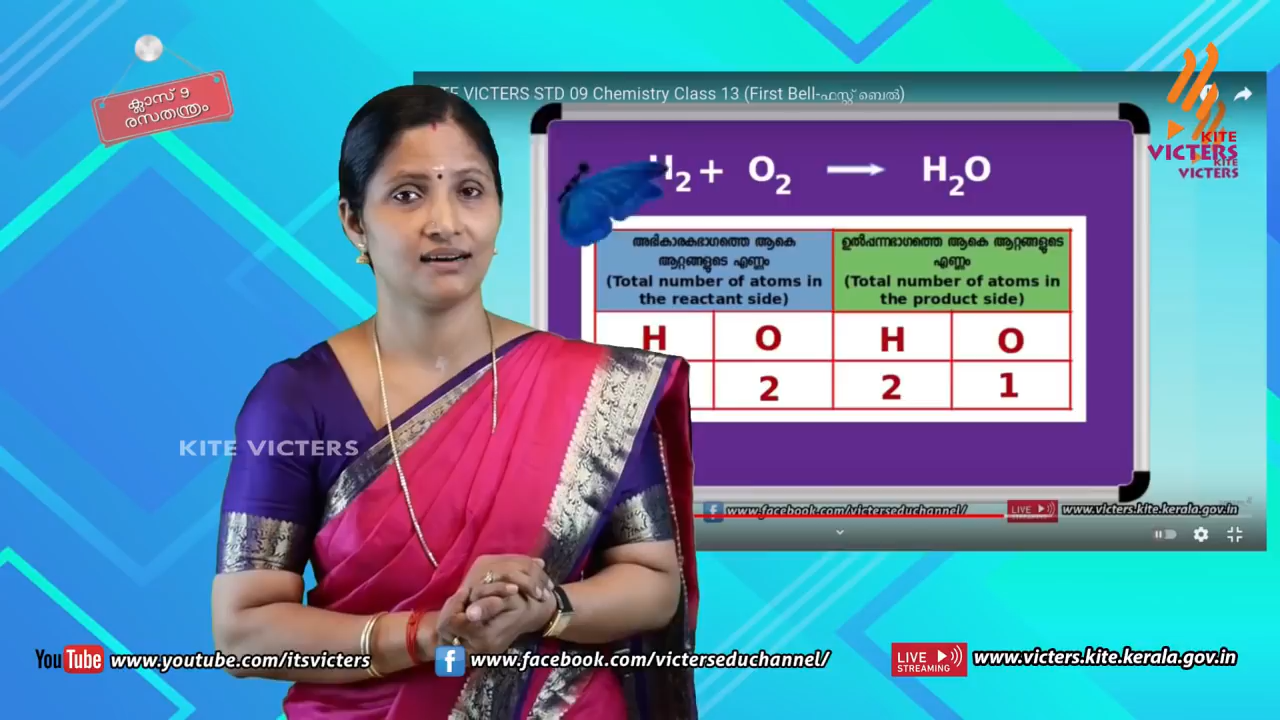 ക്ലാസ് 9
രസതന്ത്രം
TE VICTERS STD 09 Chemistry Class 13 (First Bell-ഫസ്റ്റ് ബെൽ)
KITE
VICTERS
KITE
VICTERS
H2 + O2 → H2O
അഭികാരകഭാഗത്തെ ആകെ
ആറ്റങ്ങളുടെ എണ്ണം
(Total number of atoms in
the reactant side)
ഉൽപ്പന്നഭാഗത്തെ ആകെ ആറ്റങ്ങളുടെ
എണ്ണം
(Total number of atoms in
the product side)
H O H O
2 2 1
KITE VICTERS
www.facebook.com/victerseduchannel/
LIVE
www.victers.kite.kerala.gov.in
YouTube www.youtube.com/itsvicters
f www.facebook.com/victerseduchannel/
LIVE
STREAMING
www.victers.kite.kerala.gov.in